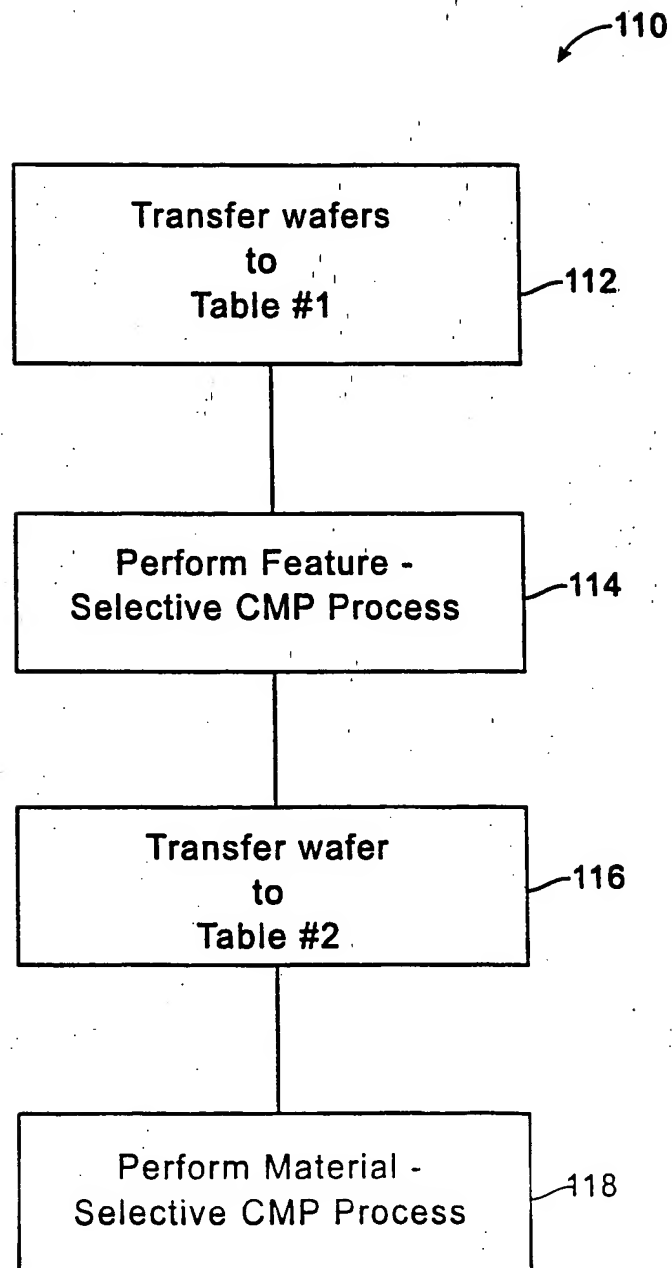 110
Transfer wafers
to
Table #1
112
Perform Feature -
Selective CMP Process
114
Transfer wafer
to
Table #2
116
Perform Material -
Selective CMP Process
118